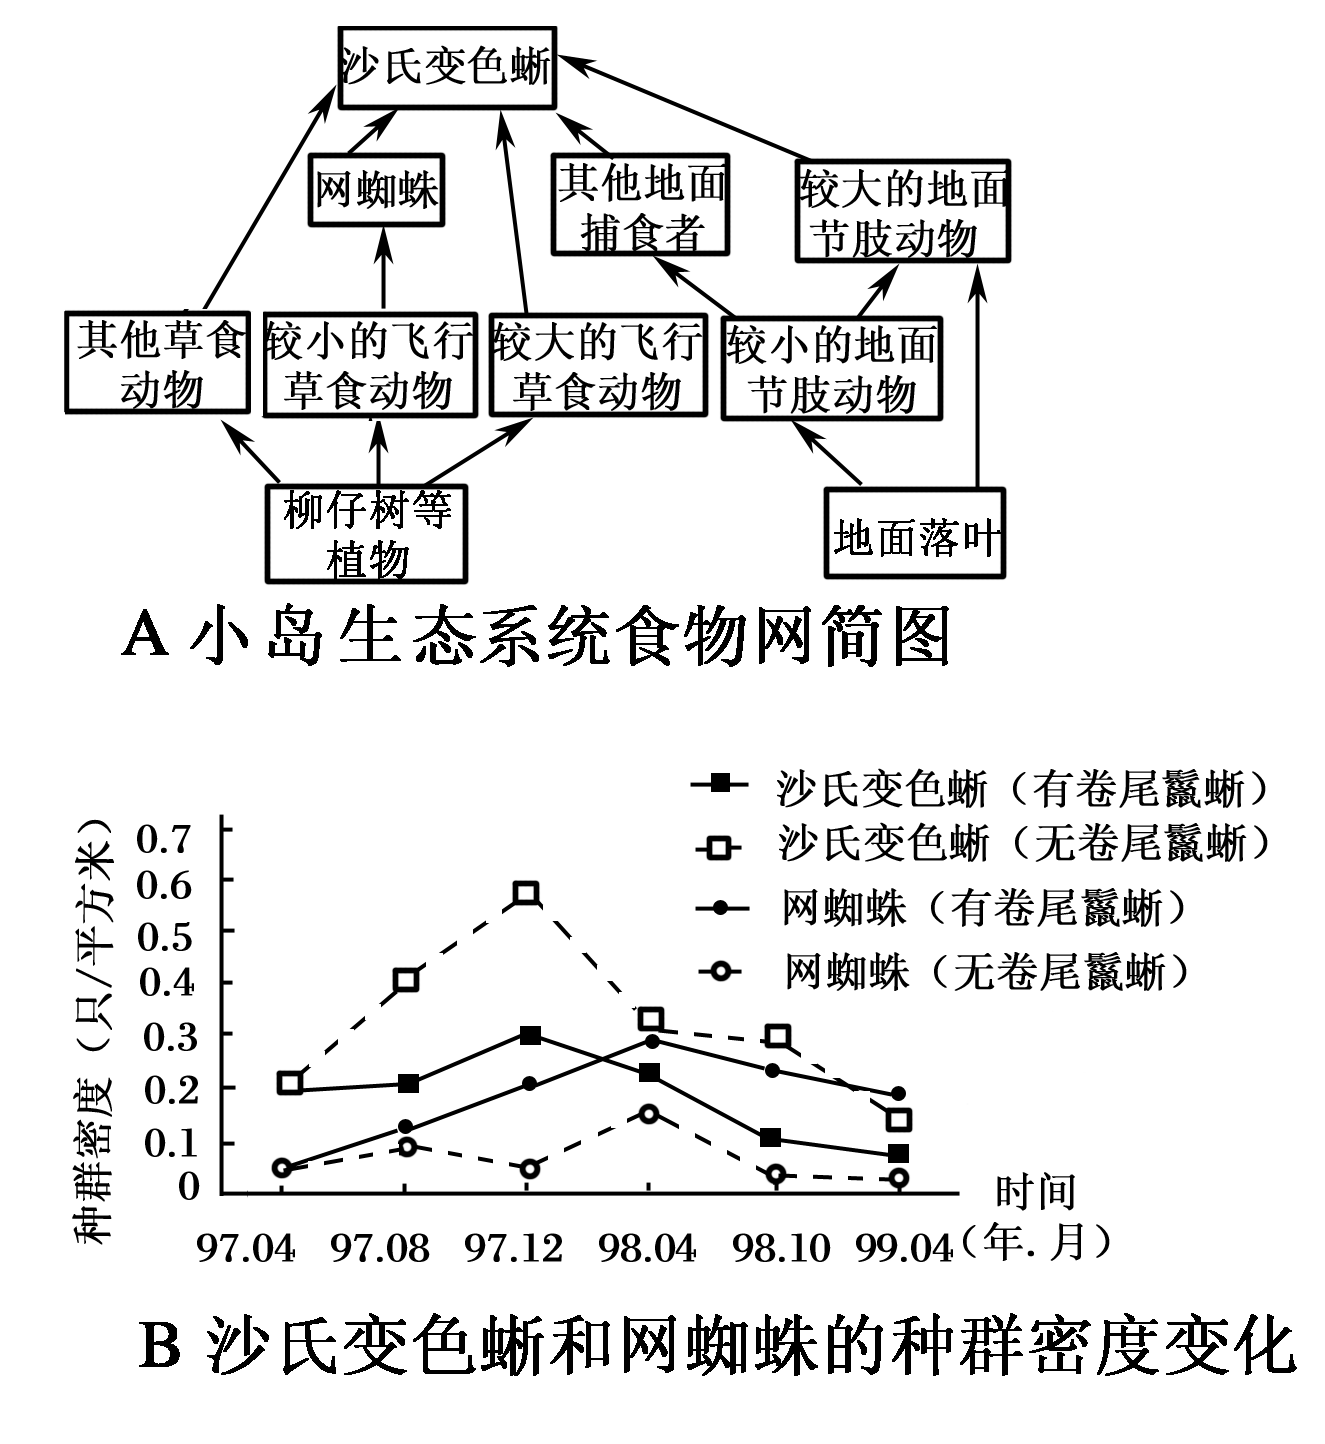 沙氏变色蜥
网蜘蛛
其他地面
捕食者
较大的地面
节肢动物
其他草食
动物
较小的飞行
草食动物
较大的飞行
草食动物
较小的地面
节肢动物
柳仔树等
植物
地面落叶
A 小岛生态系统食物网简图
沙氏变色蜥（有卷尾鬣蜥）
沙氏变色蜥（无卷尾鬣蜥）
网蜘蛛（有卷尾鬣蜥）
网蜘蛛（无卷尾鬣蜥）
种群密度（只/平方米）
0.7
0.6
0.5
0.4
0.3
0.2
0.1
0
97.04 97.08 97.12 98.04 98.10 99.04
时间
（年.月）
B 沙氏变色蜥和网蜘蛛的种群密度变化